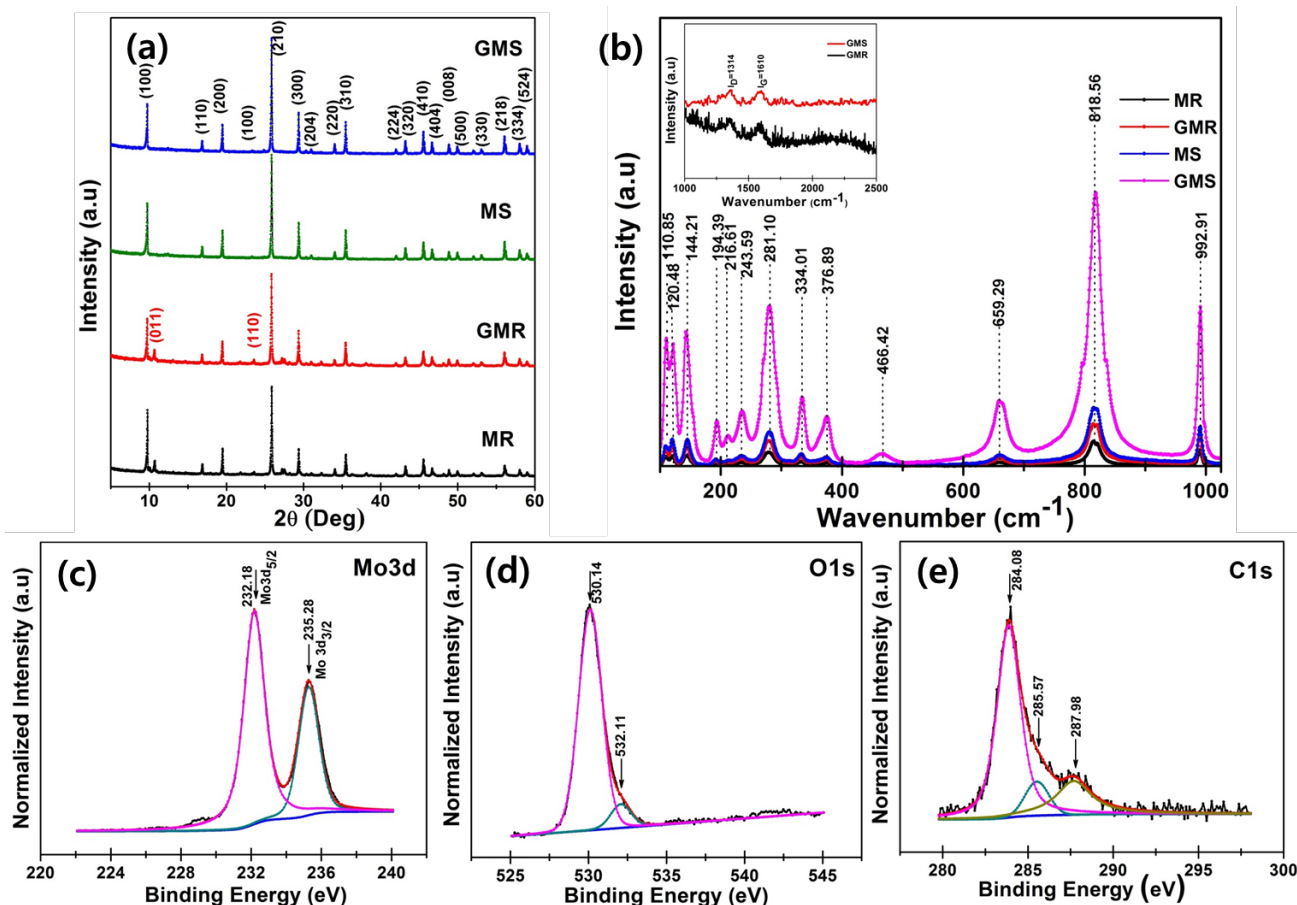 (a)
GMS
(100)
(110)
(200)
(100)
(210)
(300)
(204)
(220)
(310)
(224)
(320)
(410)
(404)
(008)
(500)
(330)
(218)
(334)
(524)
MS
GMR
(011)
(110)
MR
Intensity (a.u)
10 20 30 40 50 60
2θ (Deg)
(b)
Intensity (a.u)
I_D=1314
I_G=1610
GMS
GMR
1000 1500 2000 2500
Wavenumber (cm⁻¹)
MR
GMR
MS
GMS
110.85
120.48
144.21
194.39
216.61
243.59
281.10
334.01
376.89
466.42
659.29
818.56
992.91
Intensity (a.u)
200 400 600 800 1000
Wavenumber (cm⁻¹)
(c)
Mo3d
232.18
Mo3d5/2
235.28
Mo 3d3/2
Normalized Intensity (a.u)
220 224 228 232 236 240
Binding Energy (eV)
(d)
O1s
530.14
532.11
Normalized Intensity (a.u)
525 530 535 540 545
Binding Energy (eV)
(e)
C1s
284.08
285.57
287.98
Normalized Intensity (a.u)
280 285 290 295 300
Binding Energy (eV)